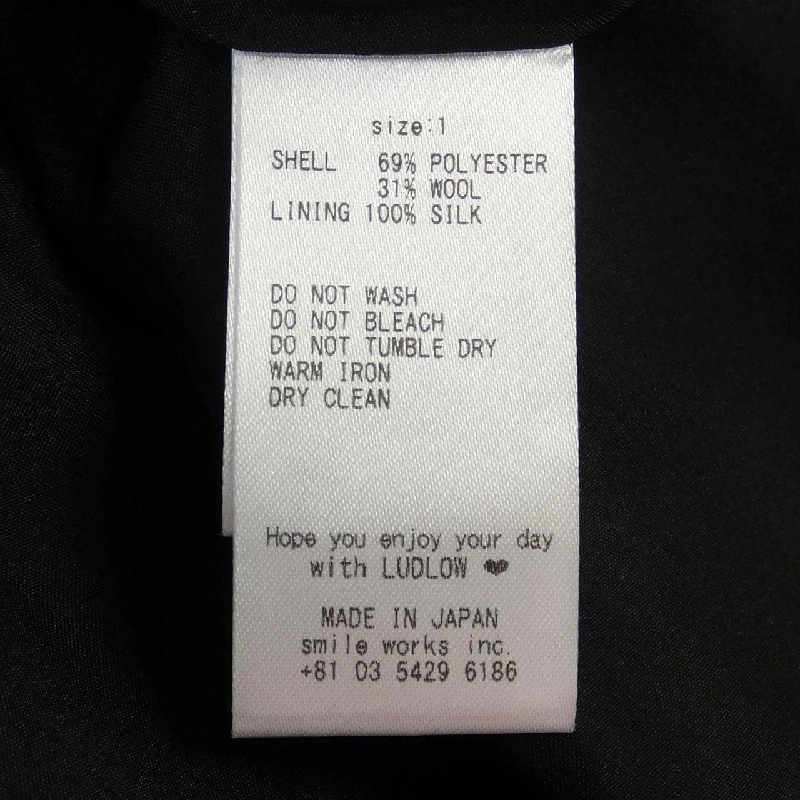 size:1
SHELL 69% POLYESTER
31% WOOL
LINING 100% SILK
DO NOT WASH
DO NOT BLEACH
DO NOT TUMBLE DRY
WARM IRON
DRY CLEAN
Hope you enjoy your day
with LUDLOW ♥
MADE IN JAPAN
smile works inc.
+81 03 5429 6186